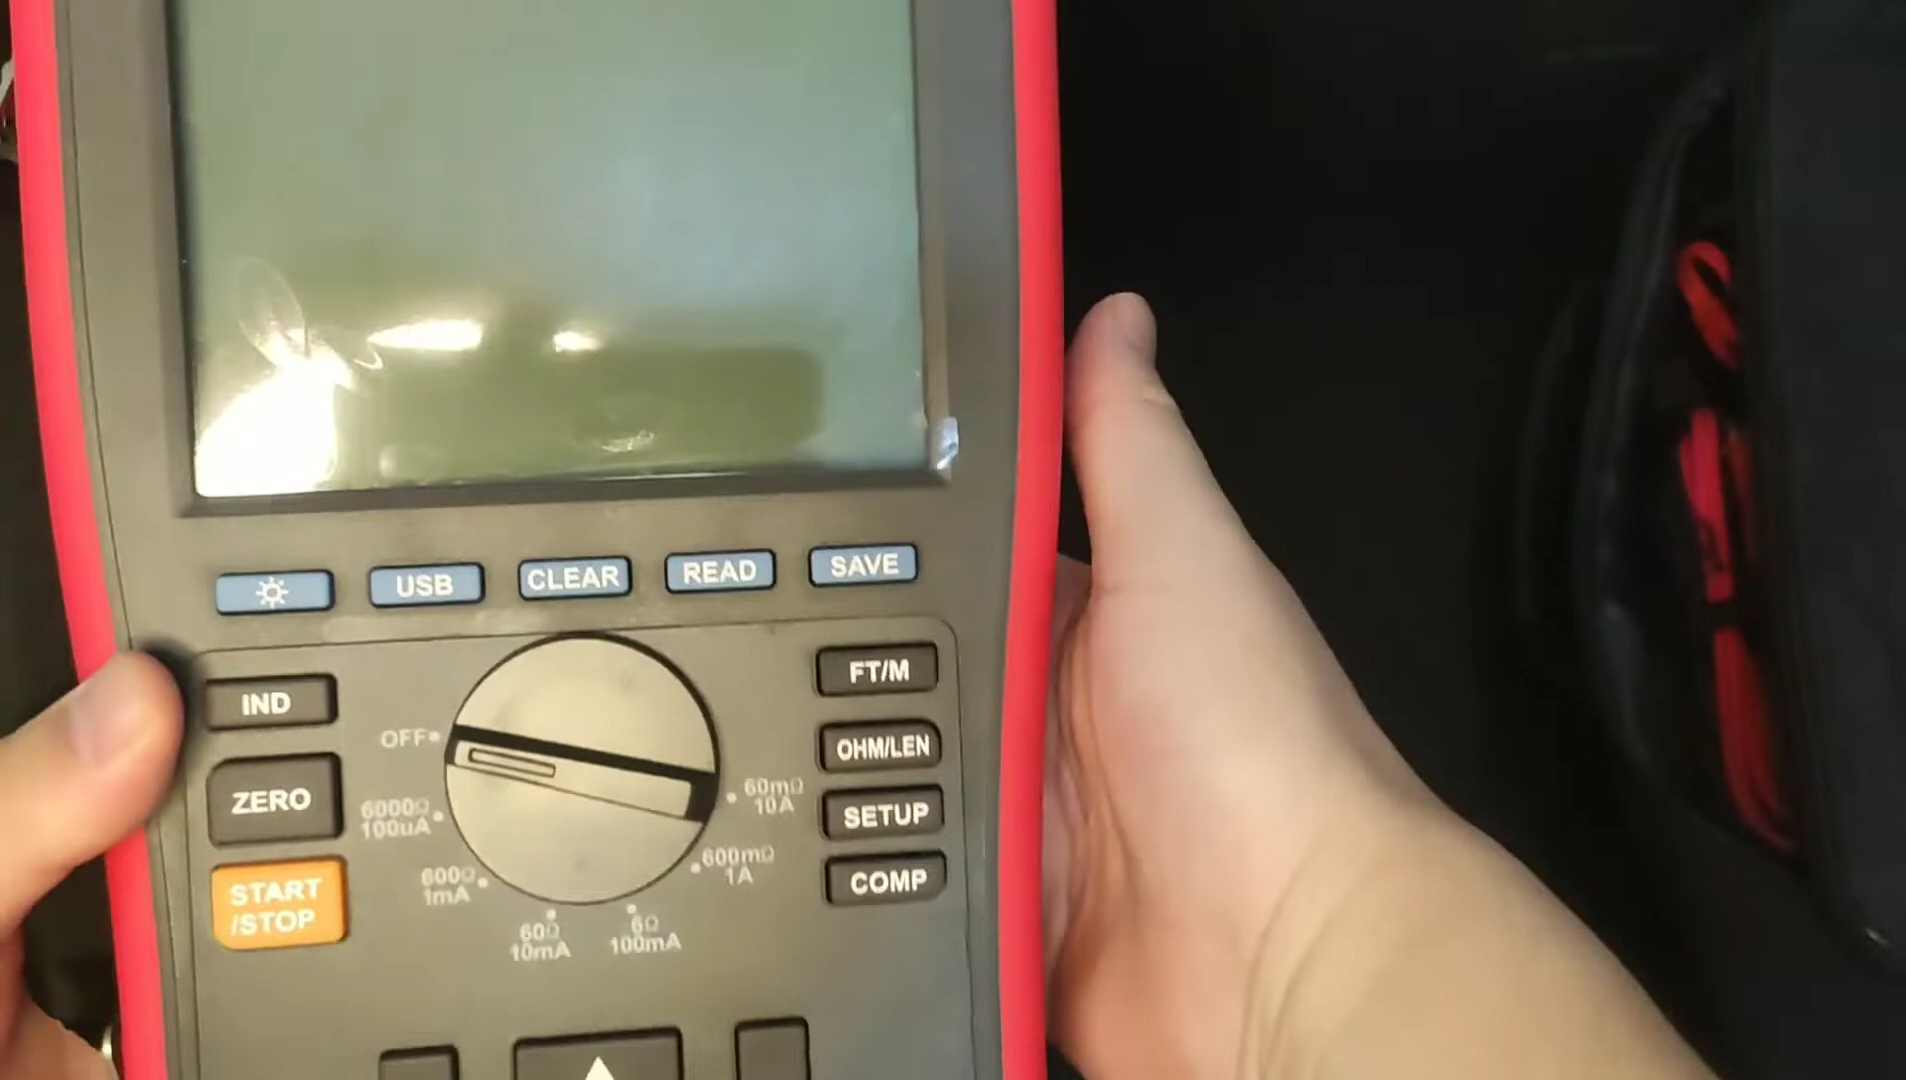 USB
CLEAR
READ
SAVE
IND
ZERO
START
/STOP
OFF
6000Ω
100uA
600Ω
1mA
60Ω
10mA
6Ω
100mA
600mΩ
1A
60mΩ
10A
FT/M
OHM/LEN
SETUP
COMP